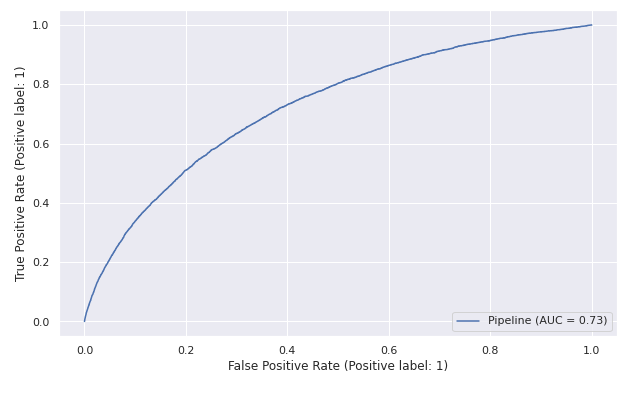 1.0
0.8
0.6
0.4
0.2
0.0
True Positive Rate (Positive label: 1)
Pipeline (AUC = 0.73)
0.0 0.2 0.4 0.6 0.8 1.0
False Positive Rate (Positive label: 1)